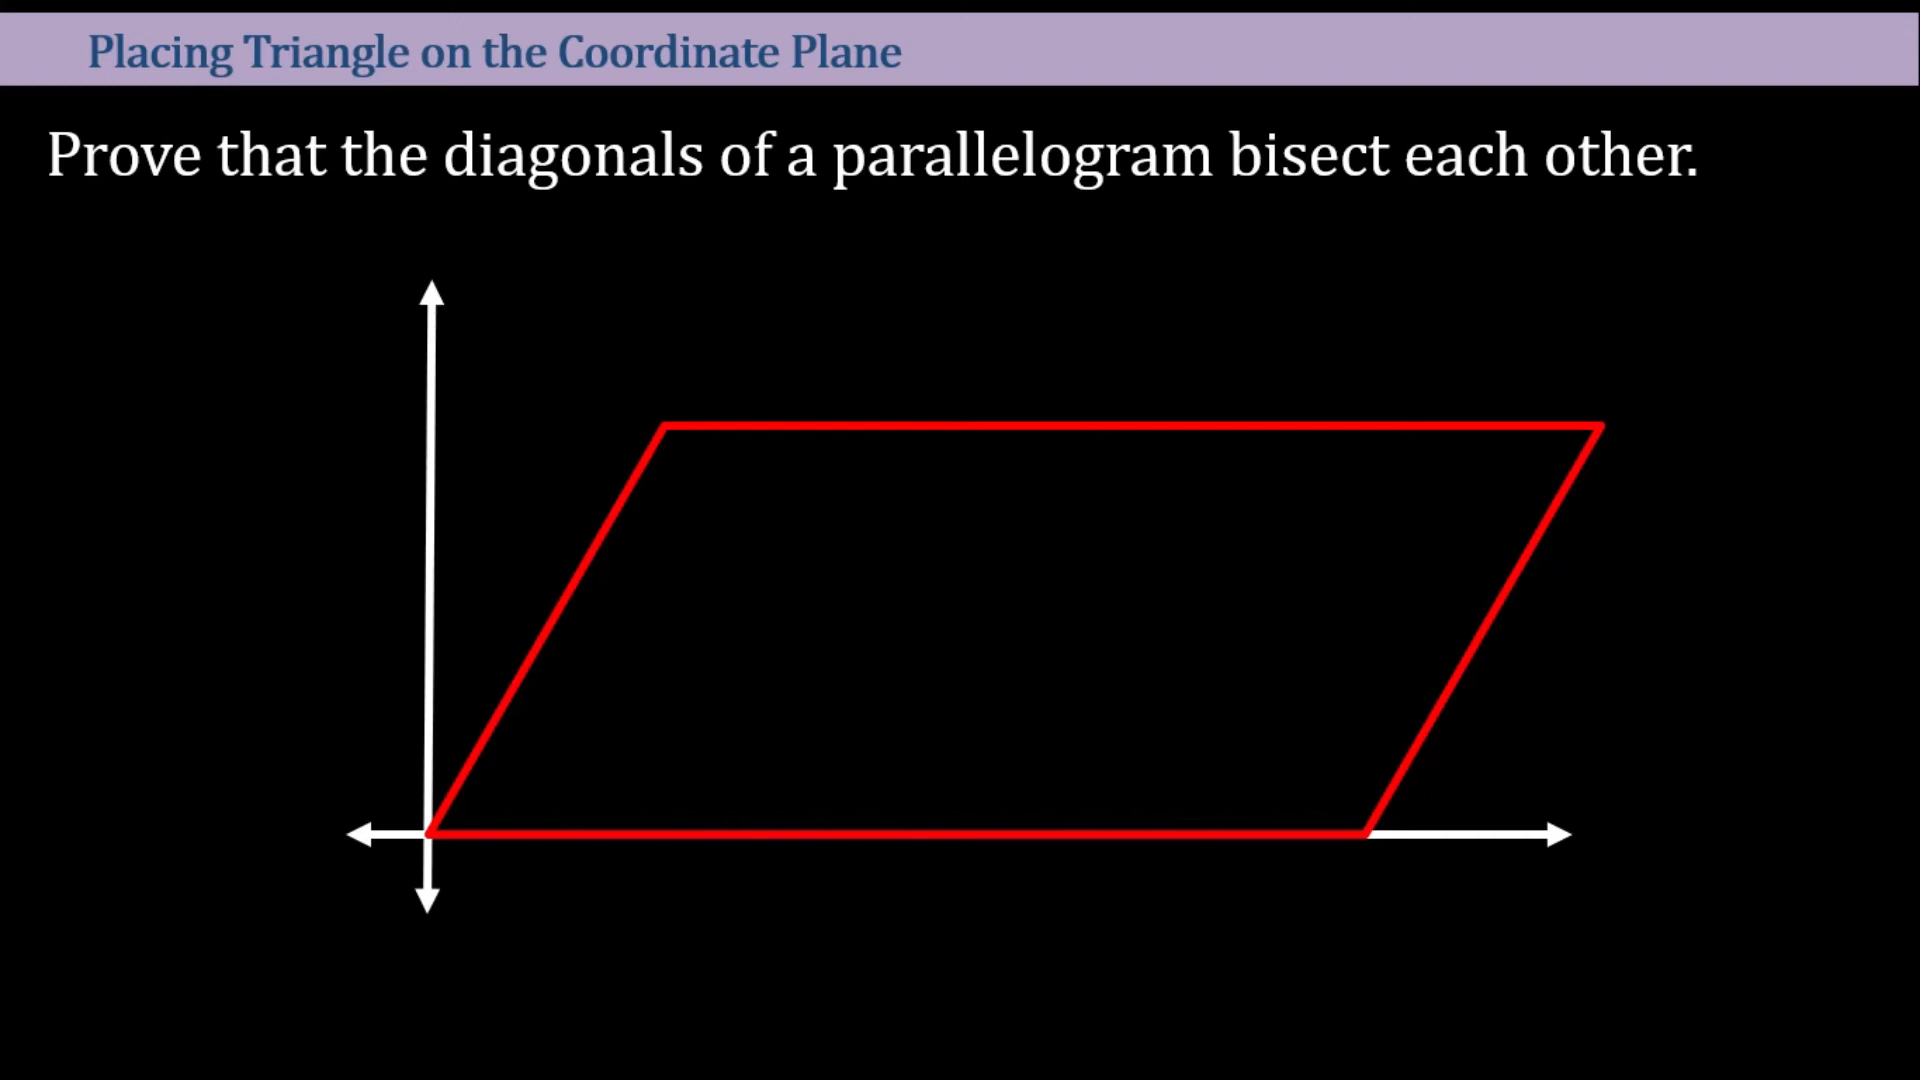 Placing Triangle on the Coordinate Plane
Prove that the diagonals of a parallelogram bisect each other.